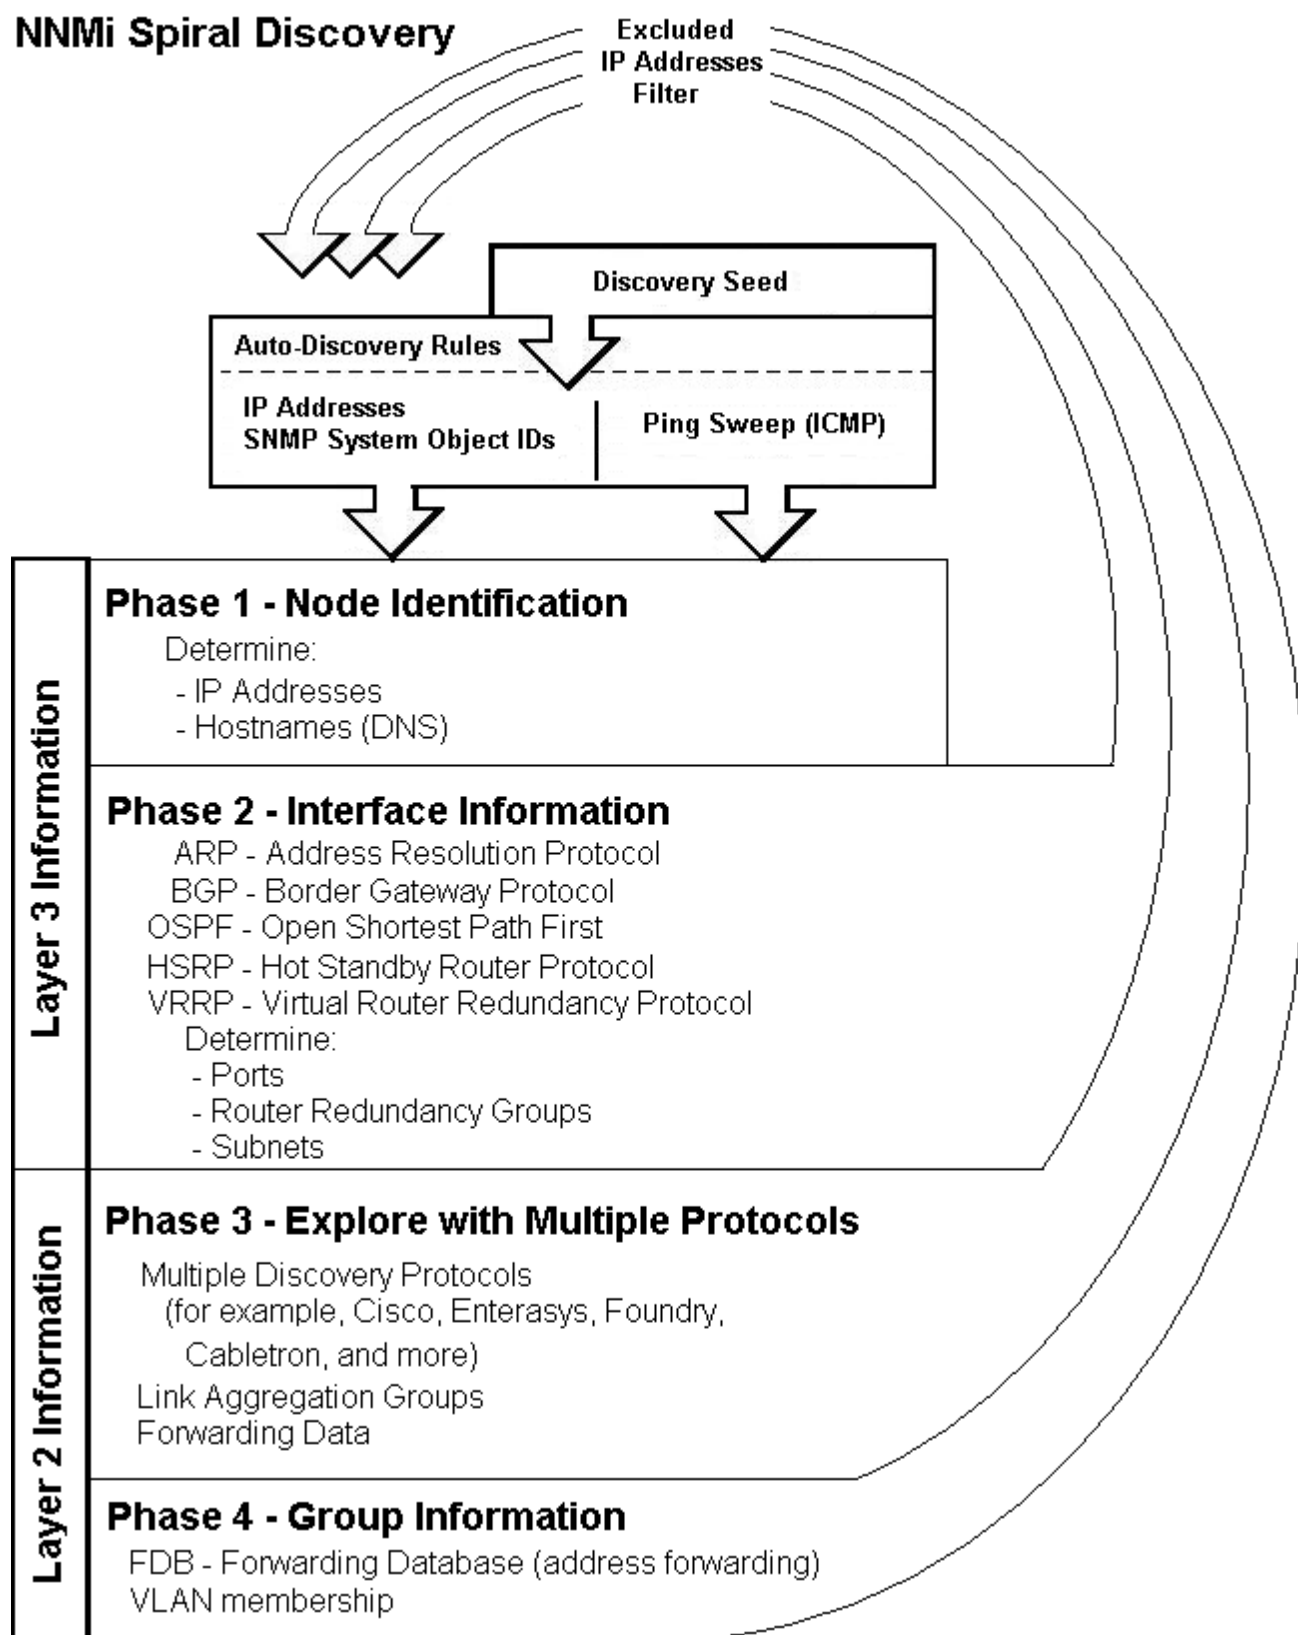 NNMi Spiral Discovery
Excluded
IP Addresses
Filter
Discovery Seed
Auto-Discovery Rules
IP Addresses
SNMP System Object IDs
Ping Sweep (ICMP)
Layer 3 Information
Phase 1 - Node Identification
Determine:
- IP Addresses
- Hostnames (DNS)
Phase 2 - Interface Information
ARP - Address Resolution Protocol
BGP - Border Gateway Protocol
OSPF - Open Shortest Path First
HSRP - Hot Standby Router Protocol
VRRP - Virtual Router Redundancy Protocol
Determine:
- Ports
- Router Redundancy Groups
- Subnets
Layer 2 Information
Phase 3 - Explore with Multiple Protocols
Multiple Discovery Protocols
(for example, Cisco, Enterasys, Foundry,
Cabletron, and more)
Link Aggregation Groups
Forwarding Data
Phase 4 - Group Information
FDB - Forwarding Database (address forwarding)
VLAN membership